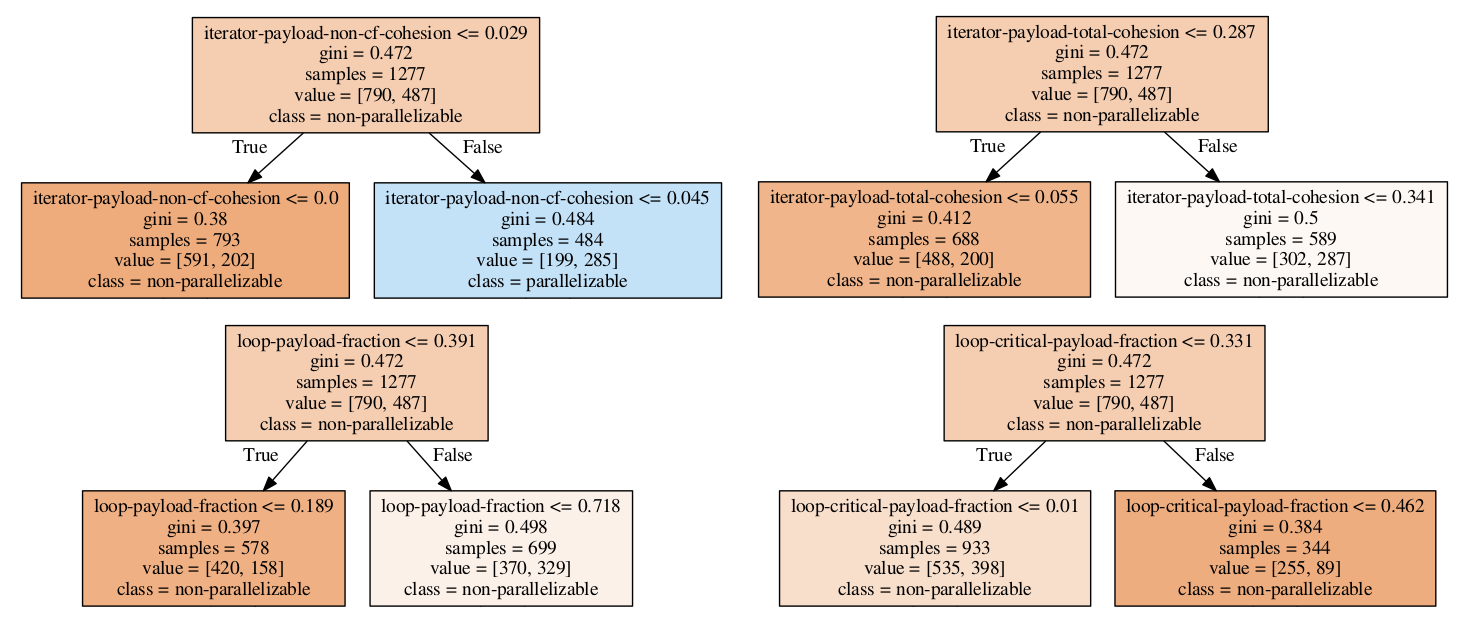 iterator-payload-non-cf-cohesion <= 0.029
gini = 0.472
samples = 1277
value = [790, 487]
class = non-parallelizable
True
False
iterator-payload-non-cf-cohesion <= 0.0
gini = 0.38
samples = 793
value = [591, 202]
class = non-parallelizable
iterator-payload-non-cf-cohesion <= 0.045
gini = 0.484
samples = 484
value = [199, 285]
class = parallelizable
iterator-payload-total-cohesion <= 0.287
gini = 0.472
samples = 1277
value = [790, 487]
class = non-parallelizable
True
False
iterator-payload-total-cohesion <= 0.055
gini = 0.412
samples = 688
value = [488, 200]
class = non-parallelizable
iterator-payload-total-cohesion <= 0.341
gini = 0.5
samples = 589
value = [302, 287]
class = non-parallelizable
loop-payload-fraction <= 0.391
gini = 0.472
samples = 1277
value = [790, 487]
class = non-parallelizable
True
False
loop-payload-fraction <= 0.189
gini = 0.397
samples = 578
value = [420, 158]
class = non-parallelizable
loop-payload-fraction <= 0.718
gini = 0.498
samples = 699
value = [370, 329]
class = non-parallelizable
loop-critical-payload-fraction <= 0.331
gini = 0.472
samples = 1277
value = [790, 487]
class = non-parallelizable
True
False
loop-critical-payload-fraction <= 0.01
gini = 0.489
samples = 933
value = [535, 398]
class = non-parallelizable
loop-critical-payload-fraction <= 0.462
gini = 0.384
samples = 344
value = [255, 89]
class = non-parallelizable